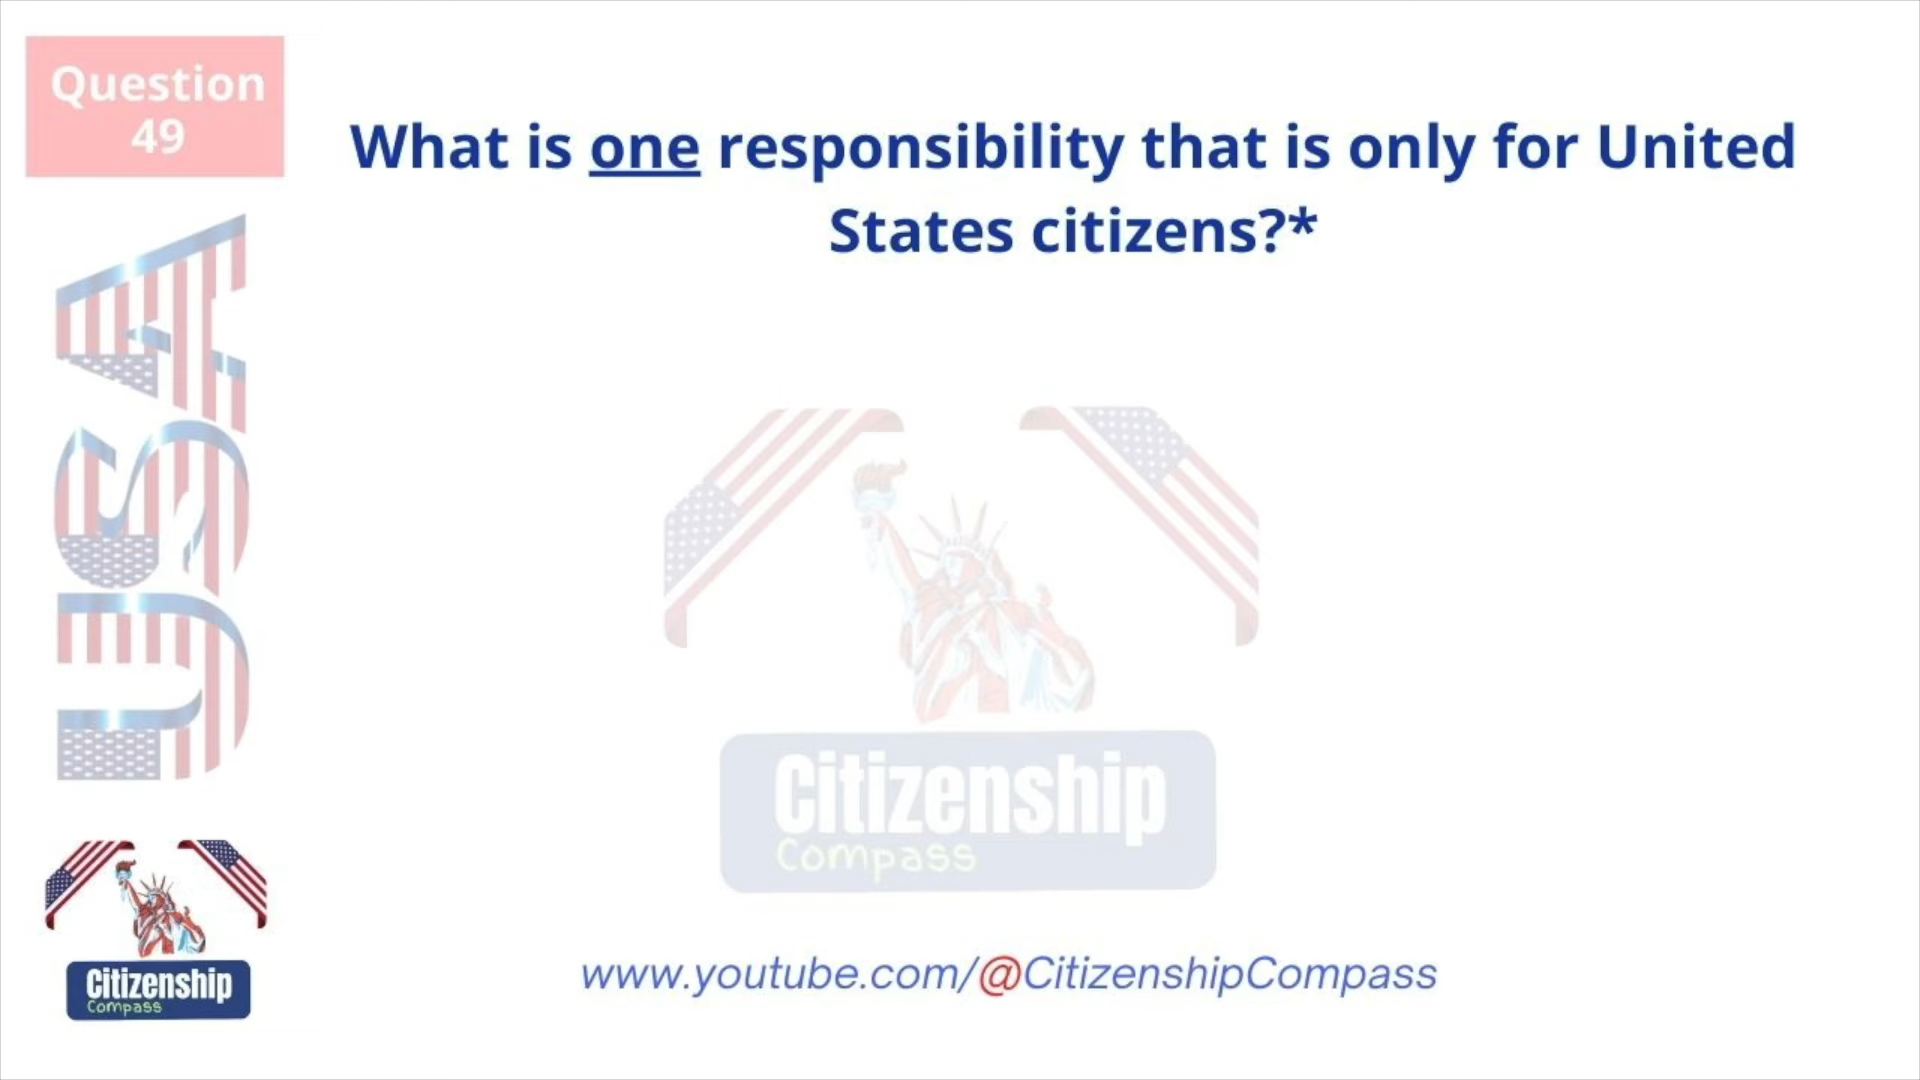 Question
49
What is one responsibility that is only for United
States citizens?*
USA
Citizenship
Compass
Citizenship
Compass
www.youtube.com/@CitizenshipCompass